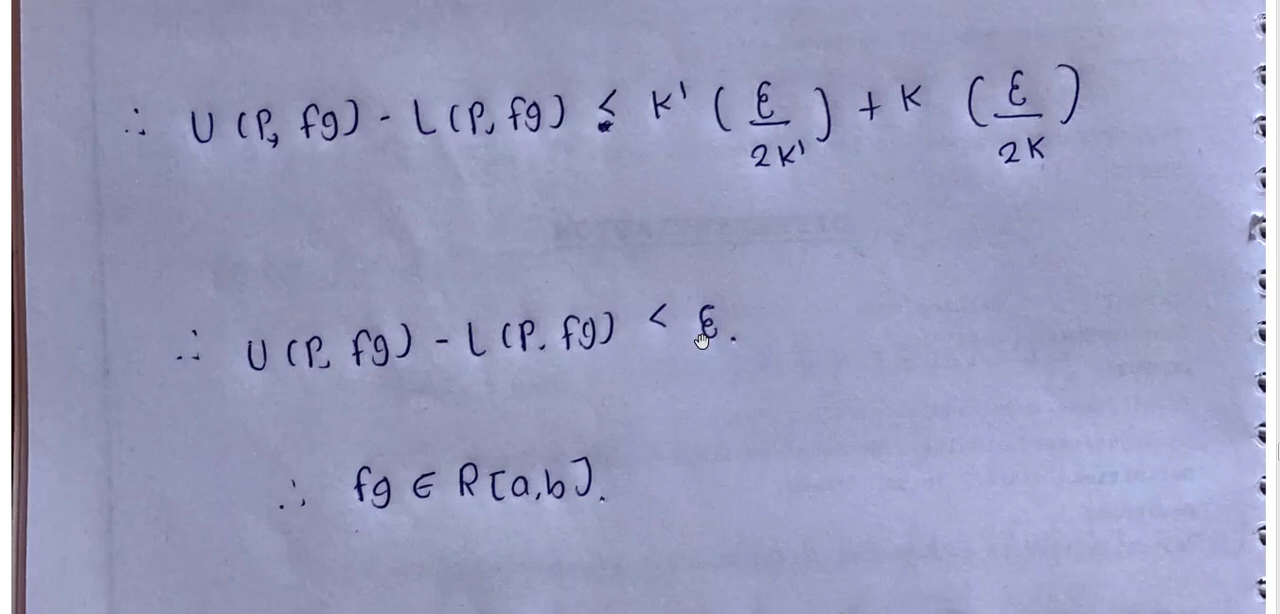 ∴ U(P, fg) - L(P, fg) ≤ K' (ε/2K') + K (ε/2K)
∴ U(P, fg) - L(P, fg) < ε.
∴ fg ∈ R[a,b].